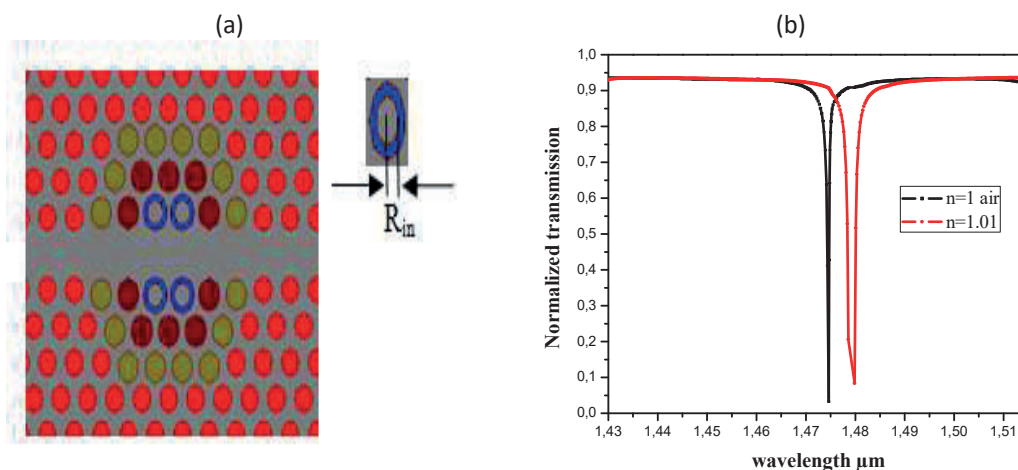 (a)
(b)
R_in
Normalized transmission
1,0
0,9
0,8
0,7
0,6
0,5
0,4
0,3
0,2
0,1
0,0
n=1 air
n=1.01
1,43 1,44 1,45 1,46 1,47 1,48 1,49 1,50 1,51
wavelength µm